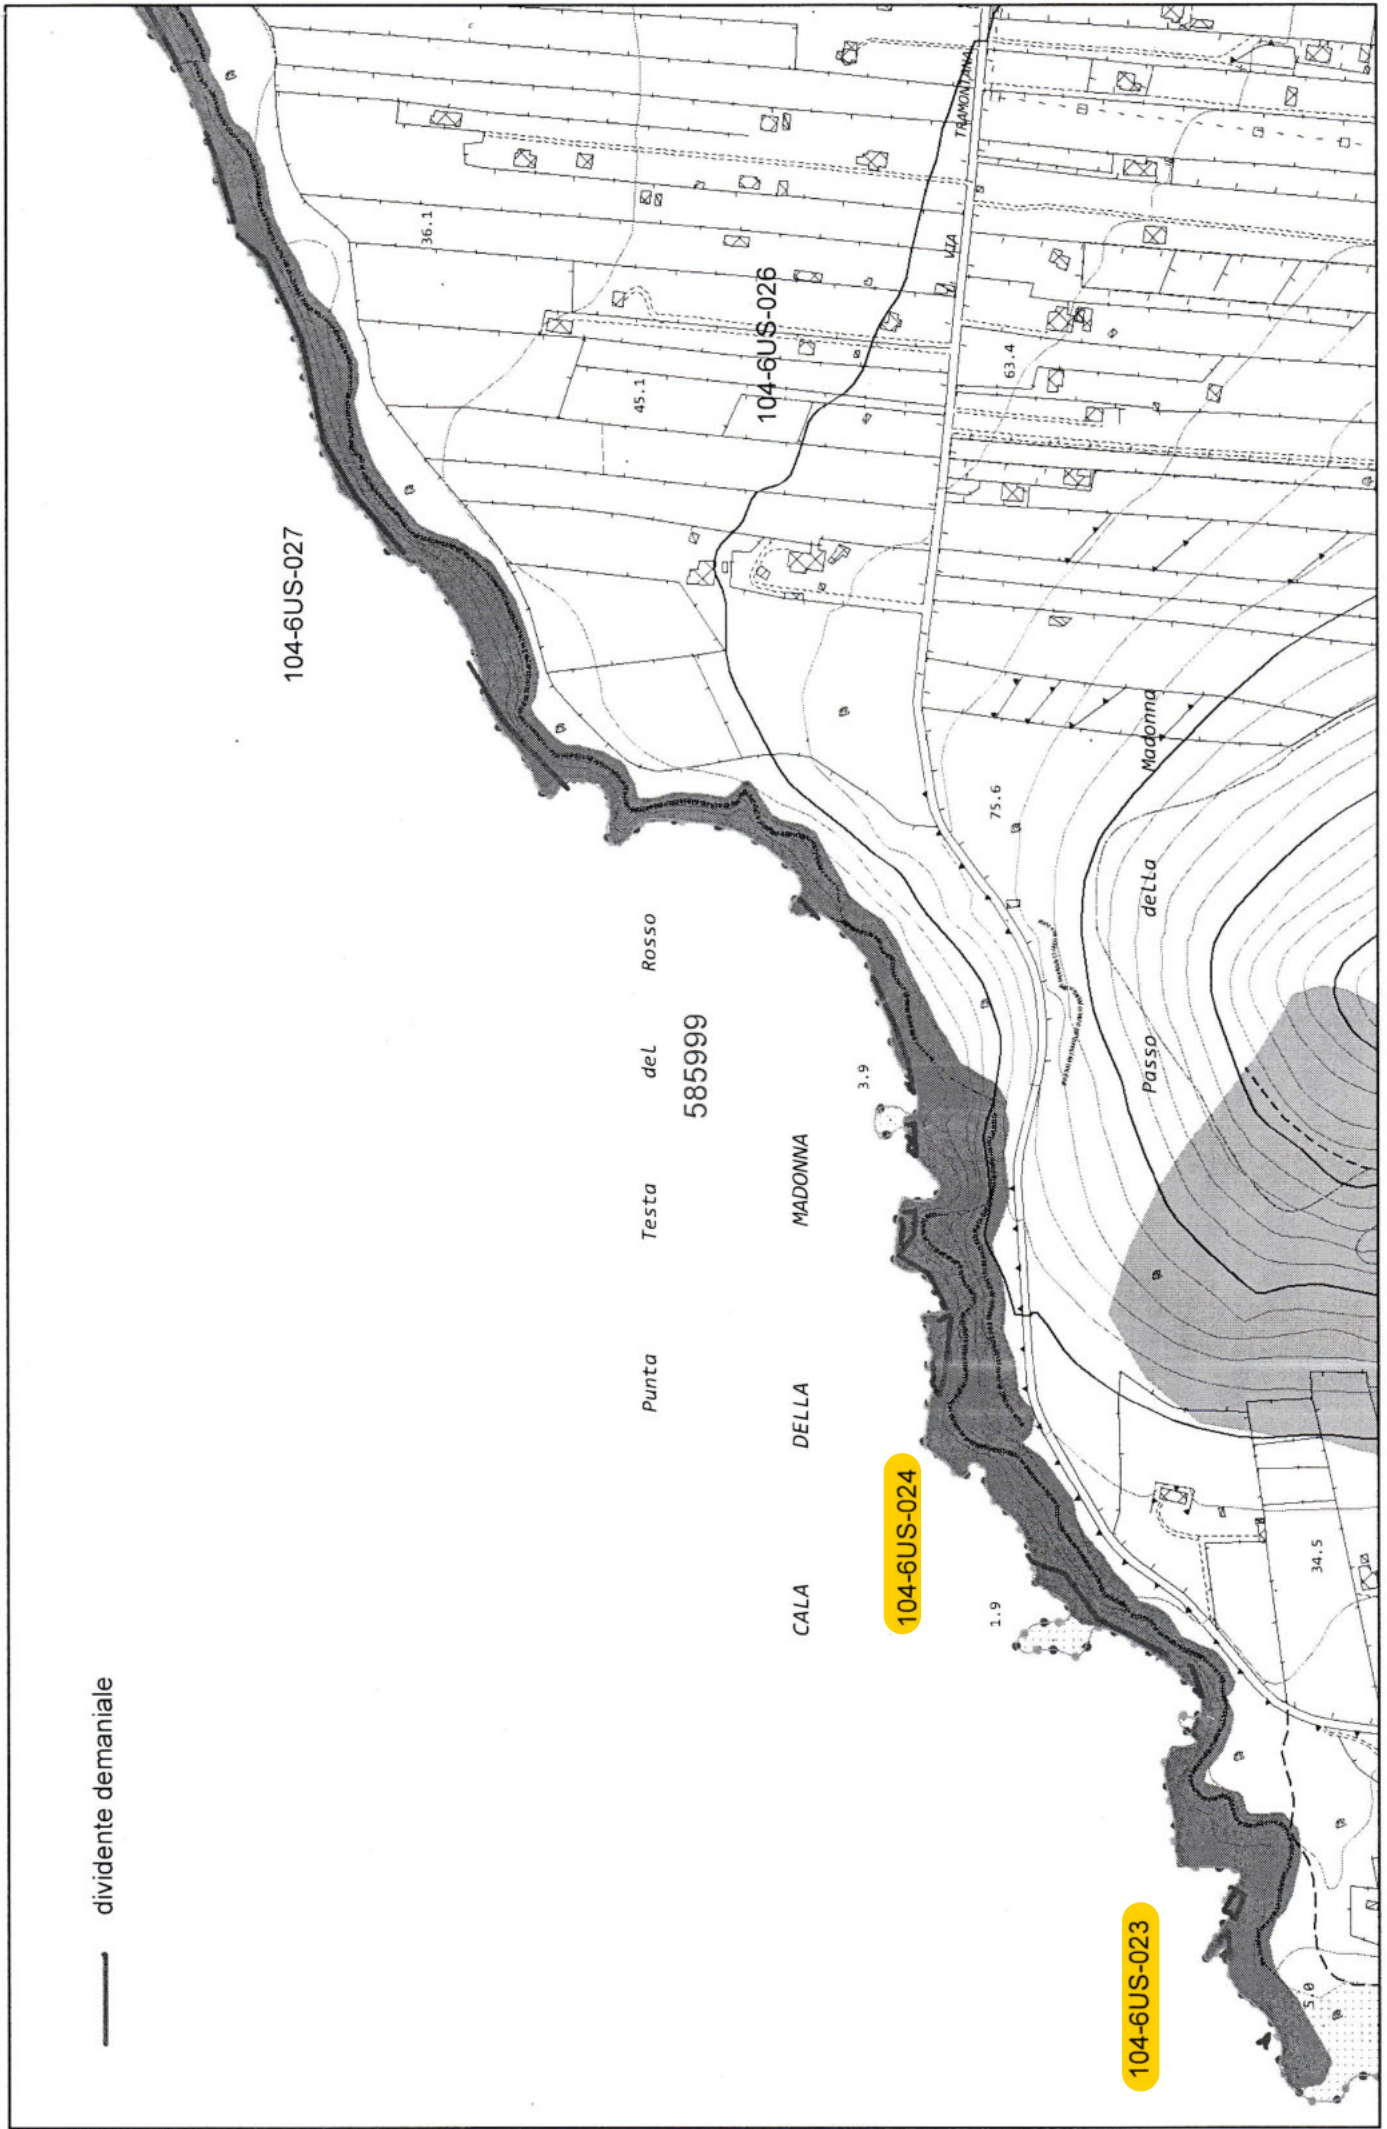 dividente demaniale
104-6US-027
36.1
45.1
104-6US-026
VIA TRAMONTANA
63.4
Punta Testa del Rosso
585999
CALA DELLA MADONNA
3.9
75.6
Passo della Madonna
104-6US-024
1.9
34.5
104-6US-023
5.0